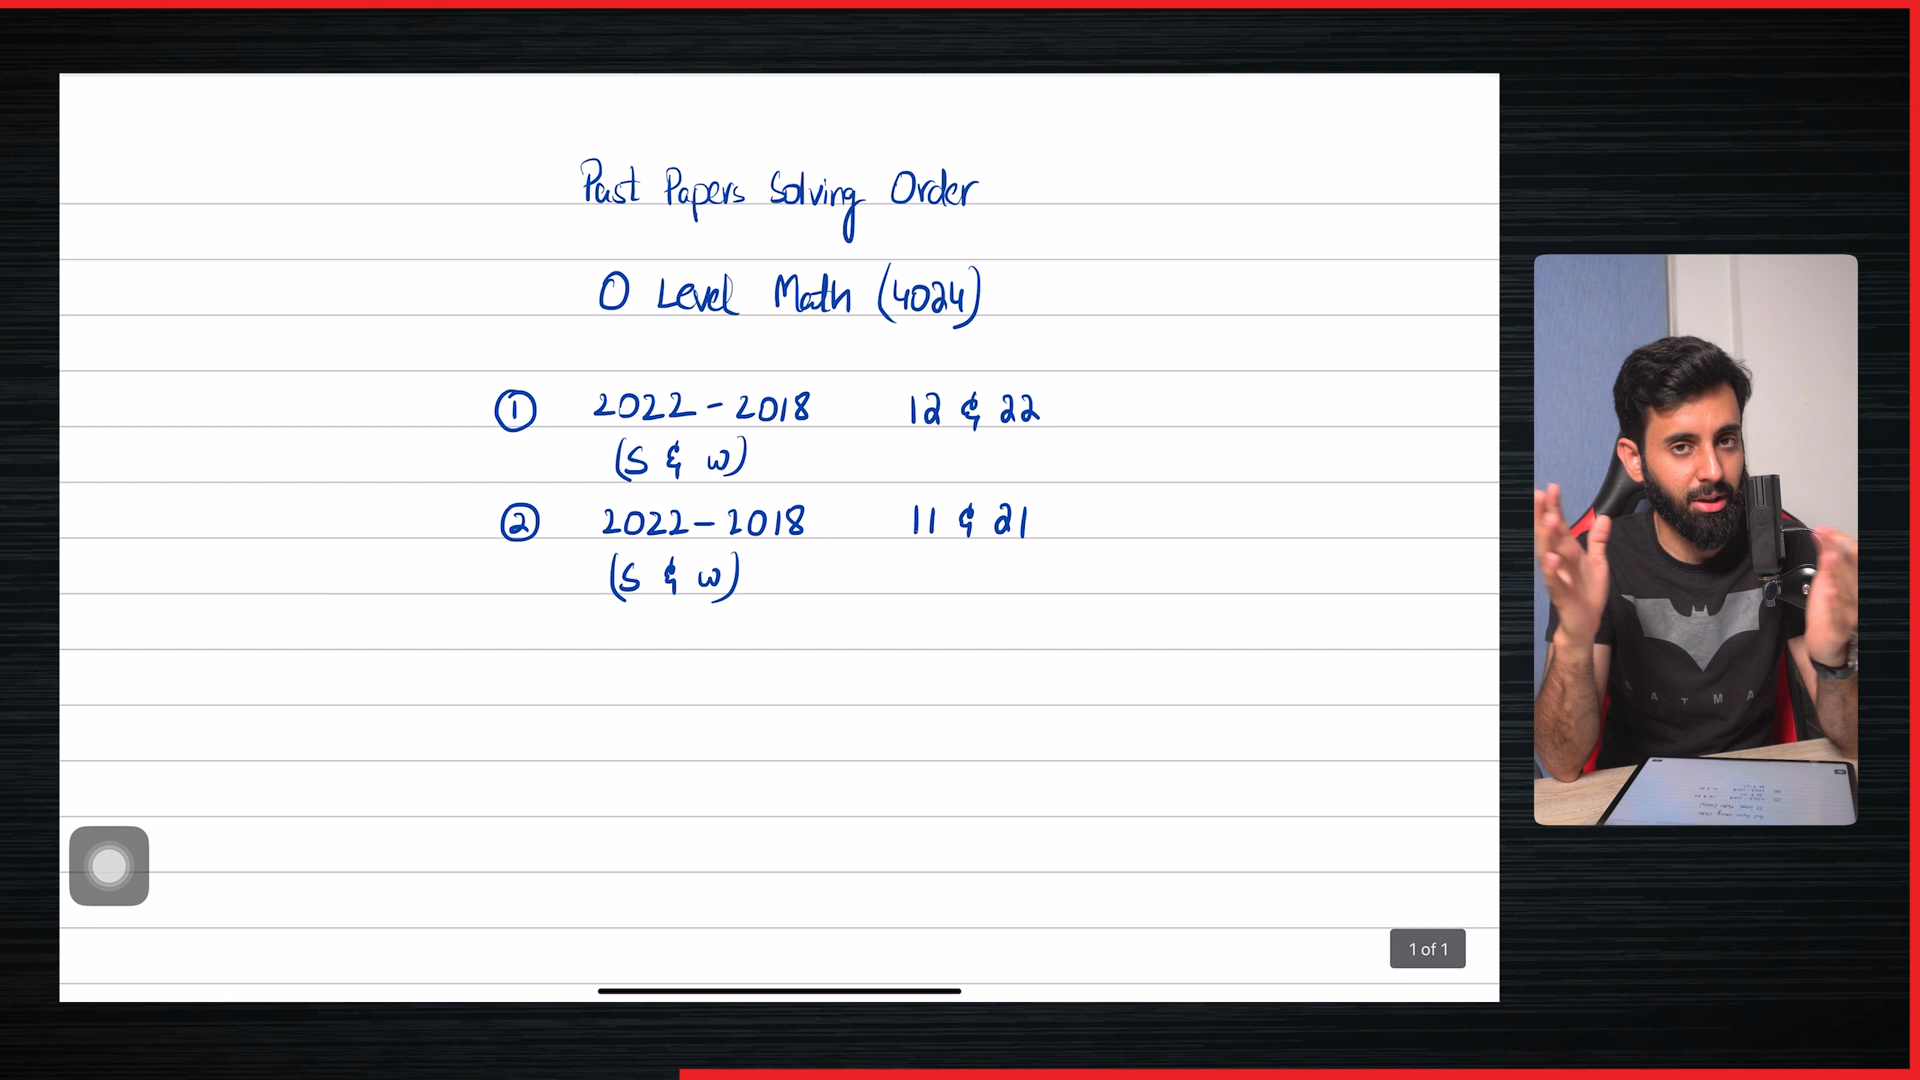 Past Papers Solving Order
O Level Math (4024)
① 2022 - 2018 12 & 22
(S & W)
② 2022 - 2018 11 & 21
(S & W)
1 of 1
BATMA